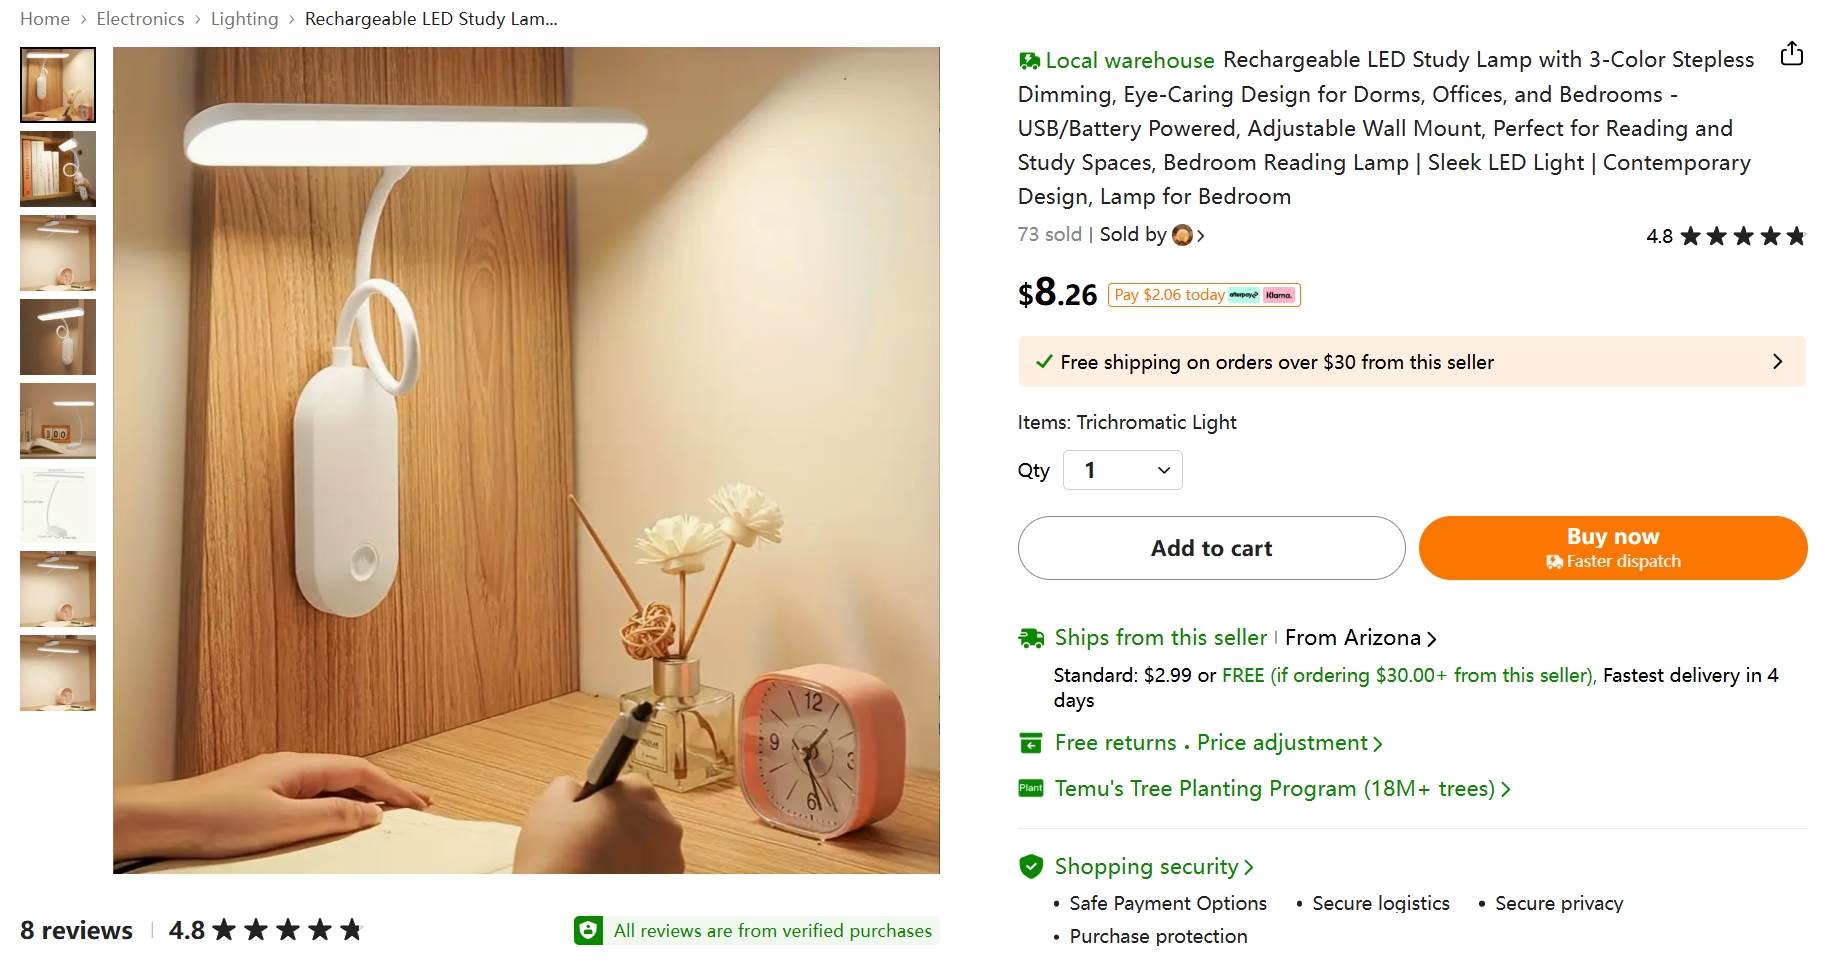 Home › Electronics › Lighting › Rechargeable LED Study Lam...
Local warehouse Rechargeable LED Study Lamp with 3-Color Stepless
Dimming, Eye-Caring Design for Dorms, Offices, and Bedrooms -
USB/Battery Powered, Adjustable Wall Mount, Perfect for Reading and
Study Spaces, Bedroom Reading Lamp | Sleek LED Light | Contemporary
Design, Lamp for Bedroom
73 sold | Sold by
4.8
$8.26 Pay $2.06 today afterpay Klarna.
Free shipping on orders over $30 from this seller
Items: Trichromatic Light
Qty 1
Add to cart
Buy now
Faster dispatch
Ships from this seller | From Arizona
Standard: $2.99 or FREE (if ordering $30.00+ from this seller), Fastest delivery in 4
days
Free returns · Price adjustment
Plant Temu's Tree Planting Program (18M+ trees)
Shopping security
• Safe Payment Options • Secure logistics • Secure privacy
• Purchase protection
12
9
3
6
8 reviews | 4.8
All reviews are from verified purchases